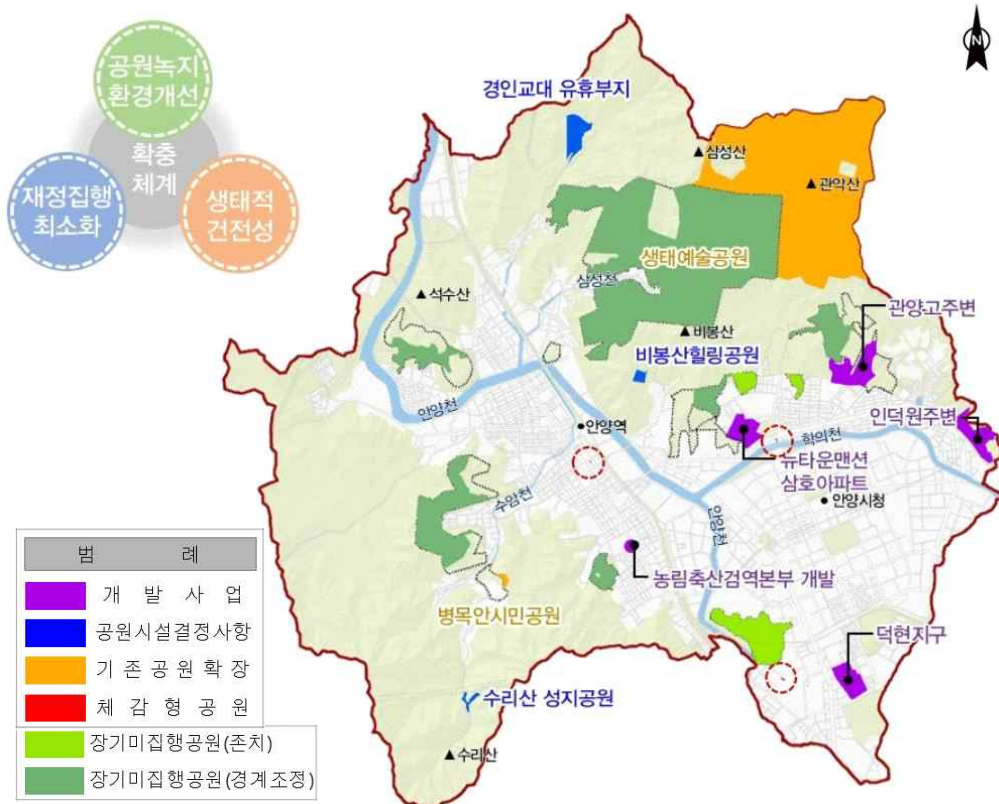 공원녹지
환경개선
확충
체계
재정집행
최소화
생태적
건전성
N
경인교대 유휴부지
▲삼성산
▲관악산
생태예술공원
삼성천
▲석수산
관양고주변
▲비봉산
비봉산힐링공원
안양천
인덕원주변
●안양역
학의천
뉴타운맨션
삼호아파트
수암천
●안양시청
안양천
농림축산검역본부 개발
병목안시민공원
덕현지구
수리산 성지공원
▲수리산
범 례
개 발 사 업
공원시설결정사항
기 존 공 원 확 장
체 감 형 공 원
장기미집행공원(존치)
장기미집행공원(경계조정)